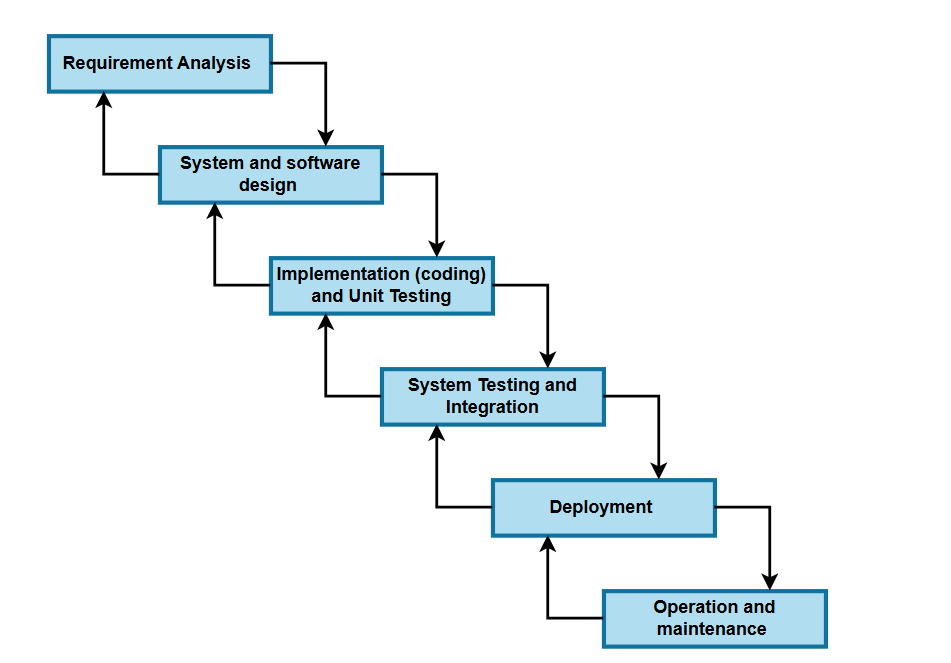 Requirement Analysis
System and software
design
Implementation (coding)
and Unit Testing
System Testing and
Integration
Deployment
Operation and
maintenance